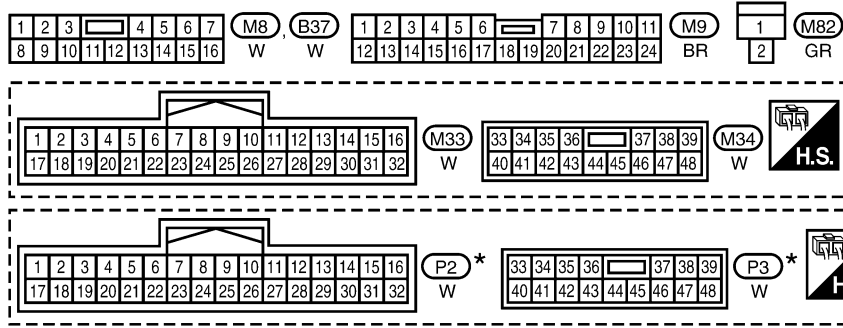 1 2 3 4 5 6 7 M8 , B37 1 2 3 4 5 6 7 8 9 10 11 M9 1 M82
8 9 10 11 12 13 14 15 16 W W 12 13 14 15 16 17 18 19 20 21 22 23 24 BR 2 GR
1 2 3 4 5 6 7 8 9 10 11 12 13 14 15 16 M33 33 34 35 36 37 38 39 M34
17 18 19 20 21 22 23 24 25 26 27 28 29 30 31 32 W 40 41 42 43 44 45 46 47 48 W H.S.
1 2 3 4 5 6 7 8 9 10 11 12 13 14 15 16 P2 * 33 34 35 36 37 38 39 P3 *
17 18 19 20 21 22 23 24 25 26 27 28 29 30 31 32 W 40 41 42 43 44 45 46 47 48 W H